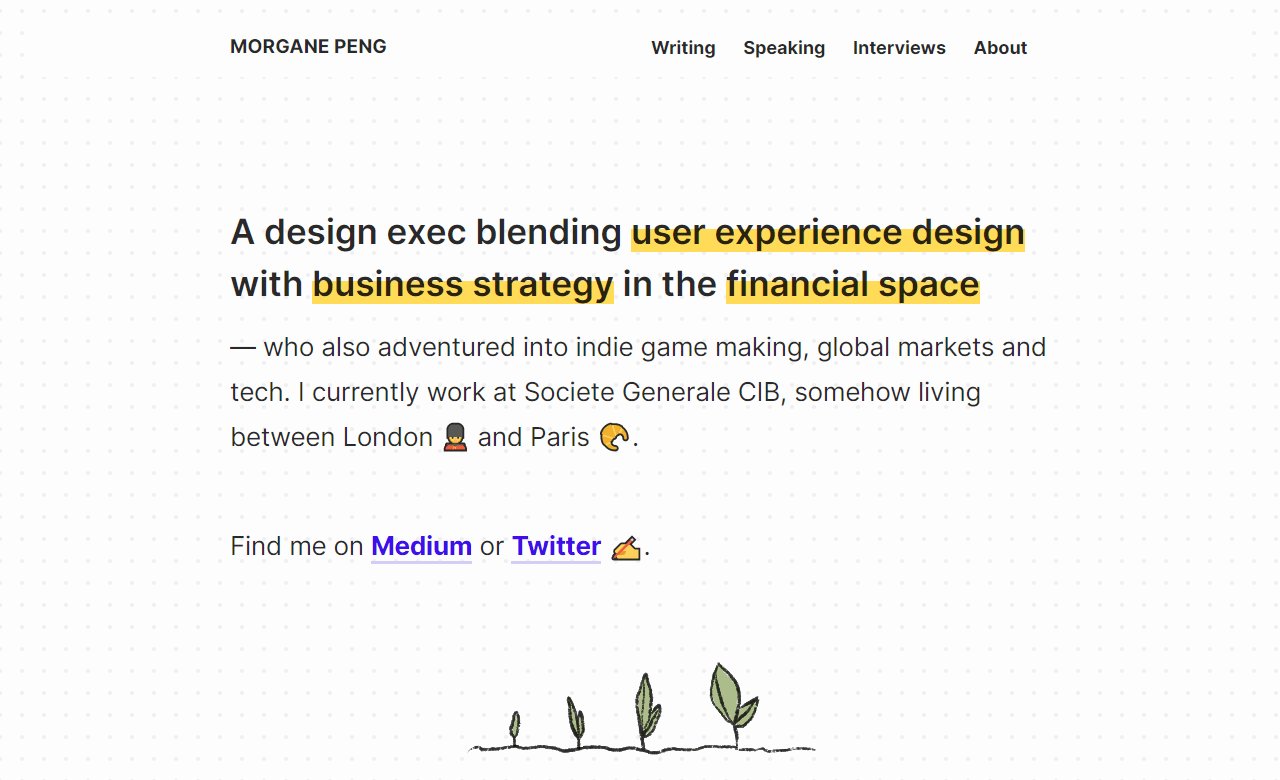 MORGANE PENG
Writing Speaking Interviews About
A design exec blending user experience design
with business strategy in the financial space
— who also adventured into indie game making, global markets and
tech. I currently work at Societe Generale CIB, somehow living
between London 💂 and Paris 🥐.
Find me on Medium or Twitter ✍️.